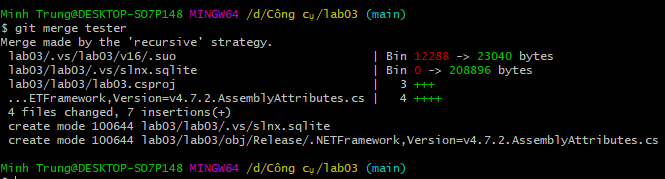 Minh Trung@DESKTOP-SO7P148 MINGW64 /d/Công cụ/lab03 (main)
$ git merge tester
Merge made by the 'recursive' strategy.
lab03/.vs/lab03/v16/.suo | Bin 12288 -> 23040 bytes
lab03/.vs/slnx.sqlite | Bin 0 -> 208896 bytes
lab03/lab03/lab03.csproj | 3 +++
...ETFramework,Version=v4.7.2.AssemblyAttributes.cs | 4 ++++
4 files changed, 7 insertions(+)
create mode 100644 lab03/.vs/slnx.sqlite
create mode 100644 lab03/lab03/obj/Release/.NETFramework,Version=v4.7.2.AssemblyAttributes.cs
Minh Trung@DESKTOP-SO7P148 MINGW64 /d/Công cụ/lab03 (main)